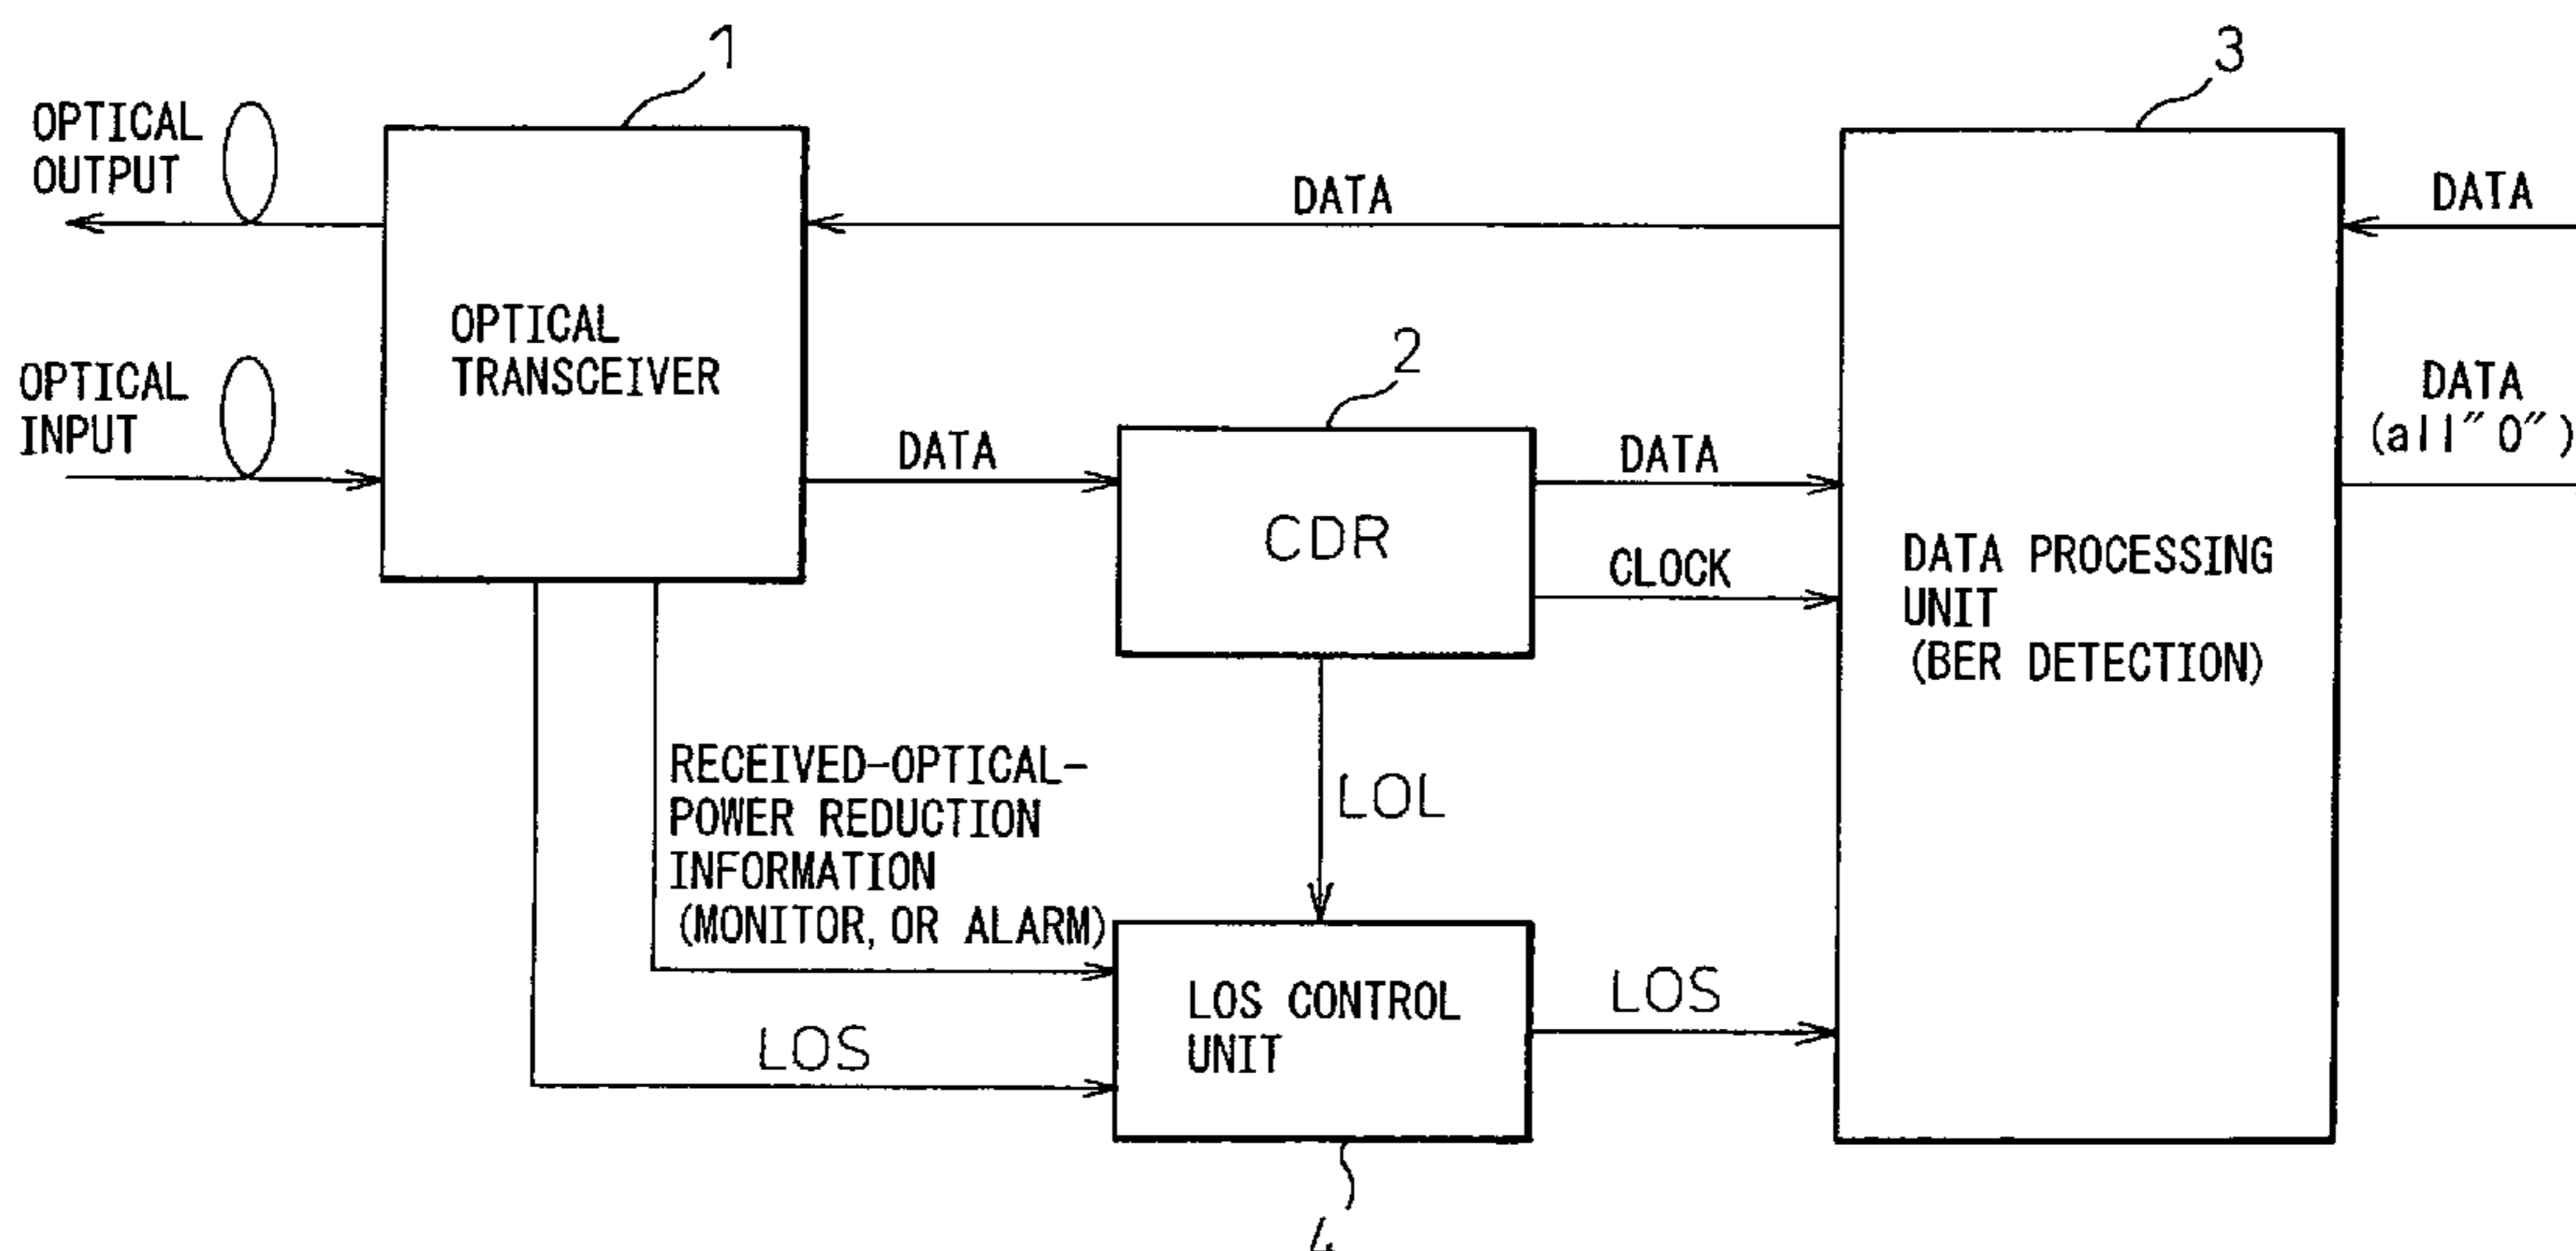 1
3
OPTICAL
OUTPUT
DATA
DATA
OPTICAL
TRANSCEIVER
2
OPTICAL
INPUT
DATA
(all"0")
DATA
DATA
CDR
CLOCK
DATA PROCESSING
UNIT
(BER DETECTION)
RECEIVED-OPTICAL-
POWER REDUCTION
INFORMATION
(MONITOR, OR ALARM)
LOL
LOS CONTROL
UNIT
LOS
LOS
4